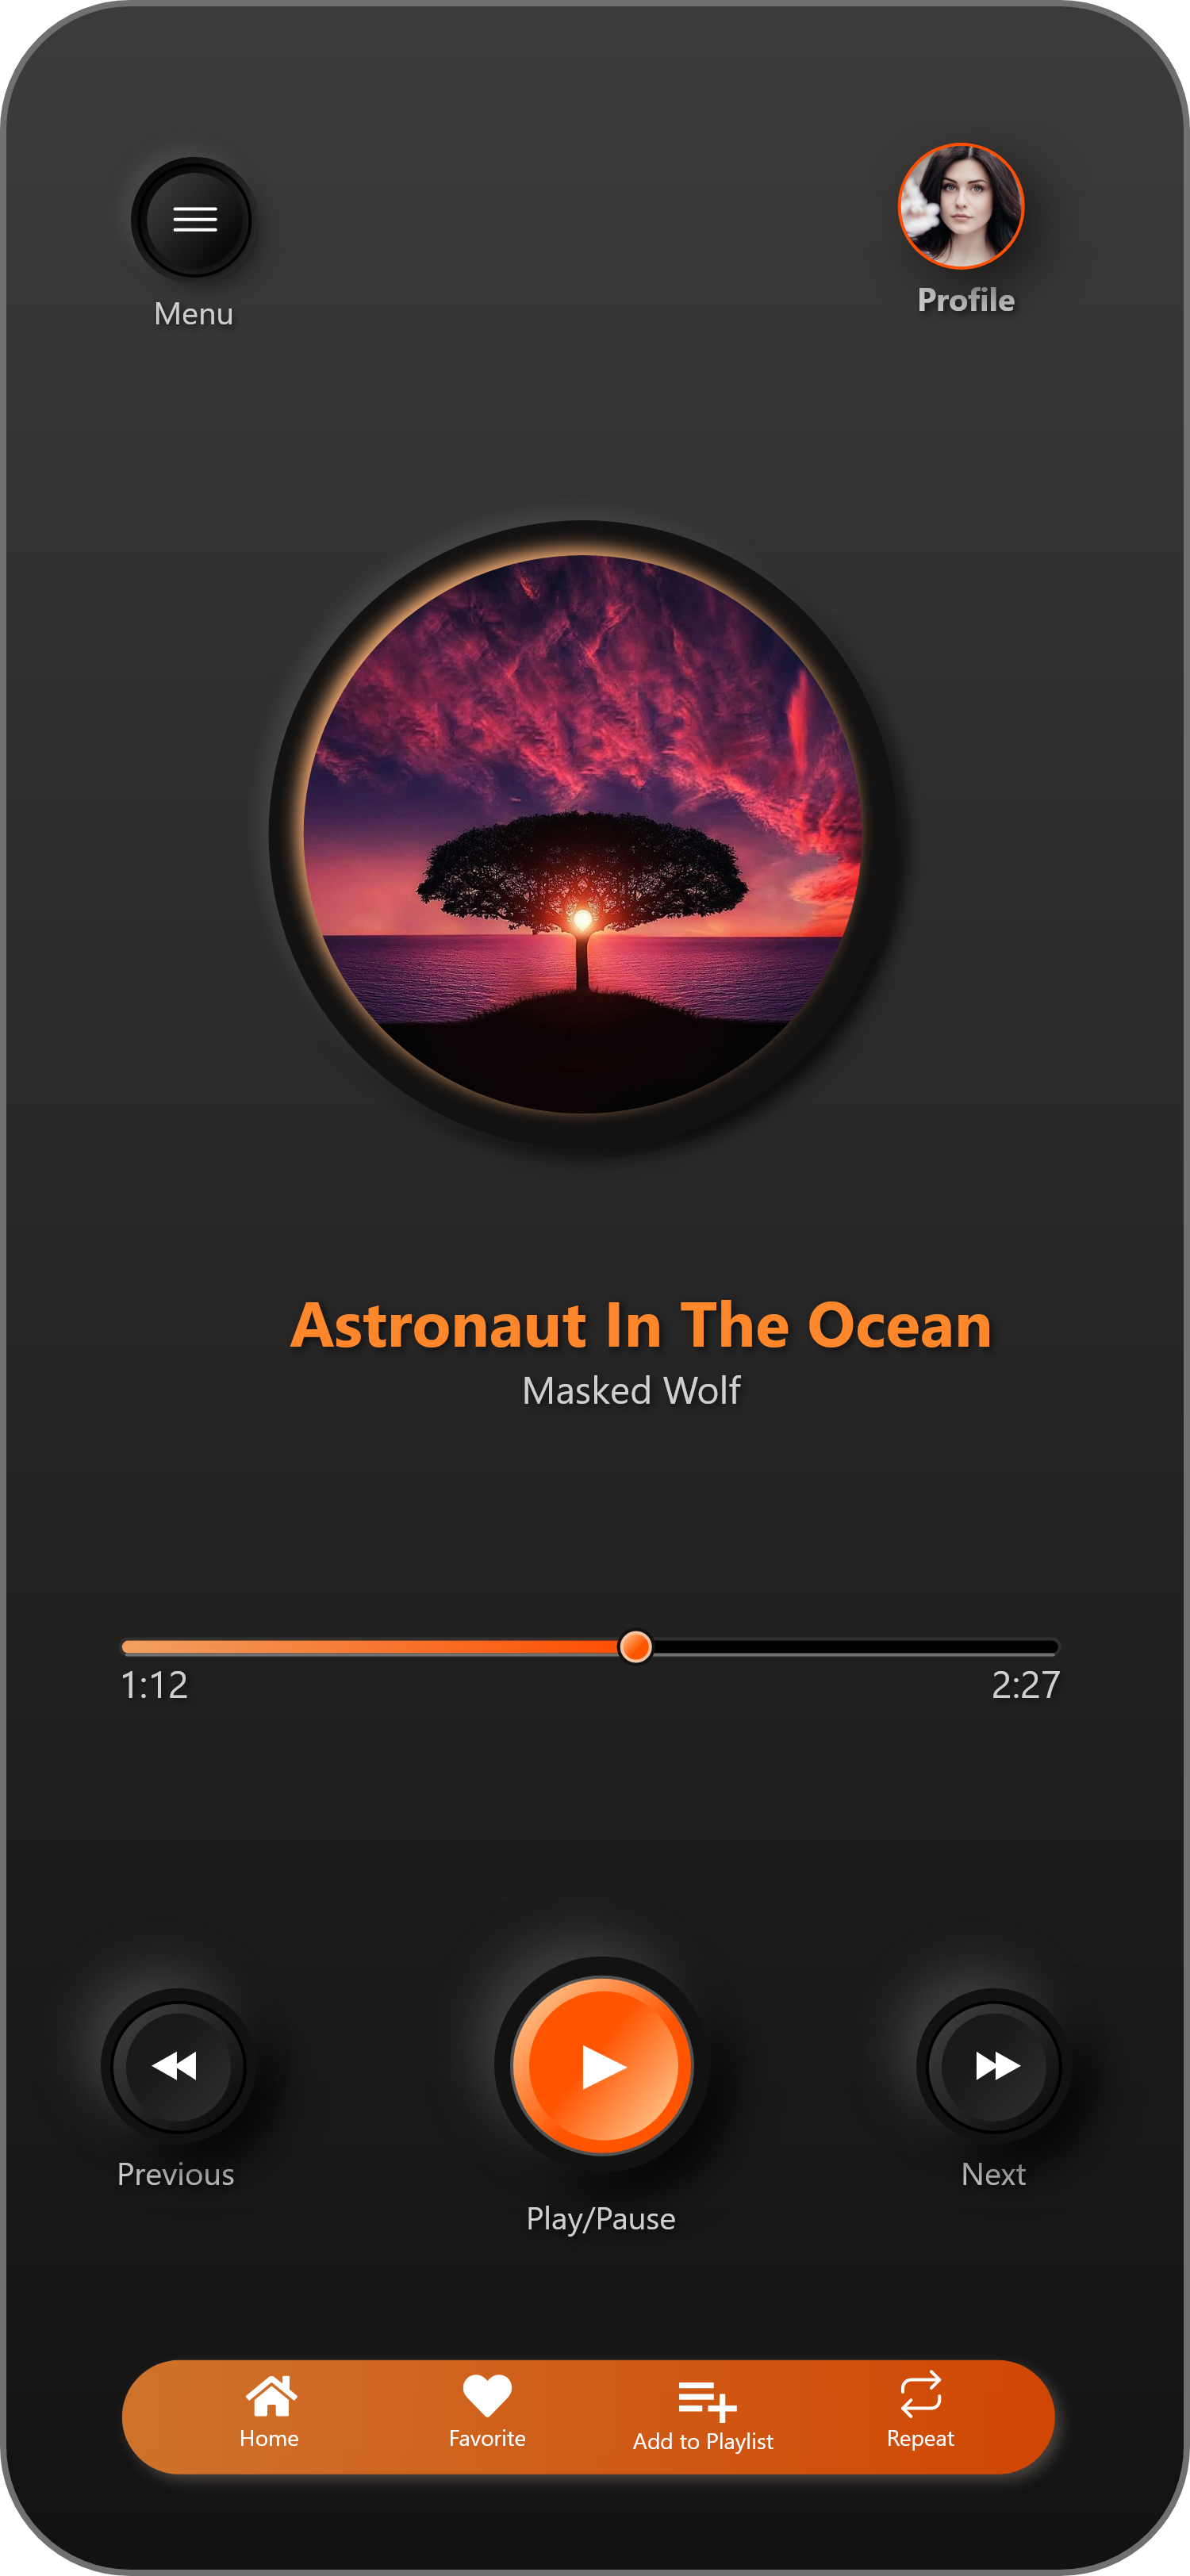 Menu
Profile
Astronaut In The Ocean
Masked Wolf
1:12
2:27
Previous
Play/Pause
Next
Home
Favorite
Add to Playlist
Repeat